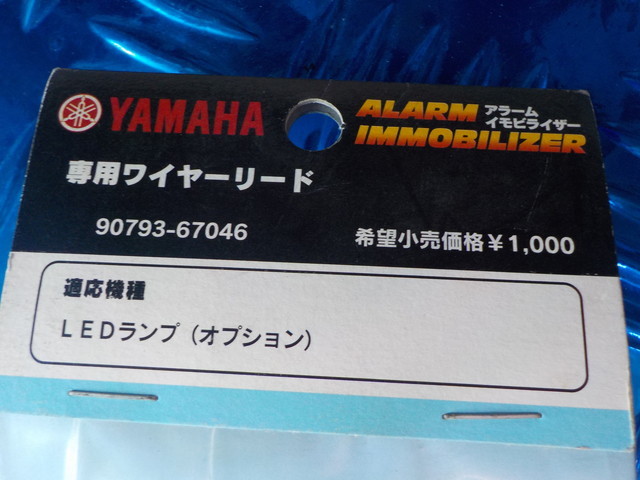 YAMAHA
ALARM アラーム
IMMOBILIZER イモビライザー
専用ワイヤーリード
90793-67046
希望小売価格￥1,000
適応機種
LEDランプ（オプション）